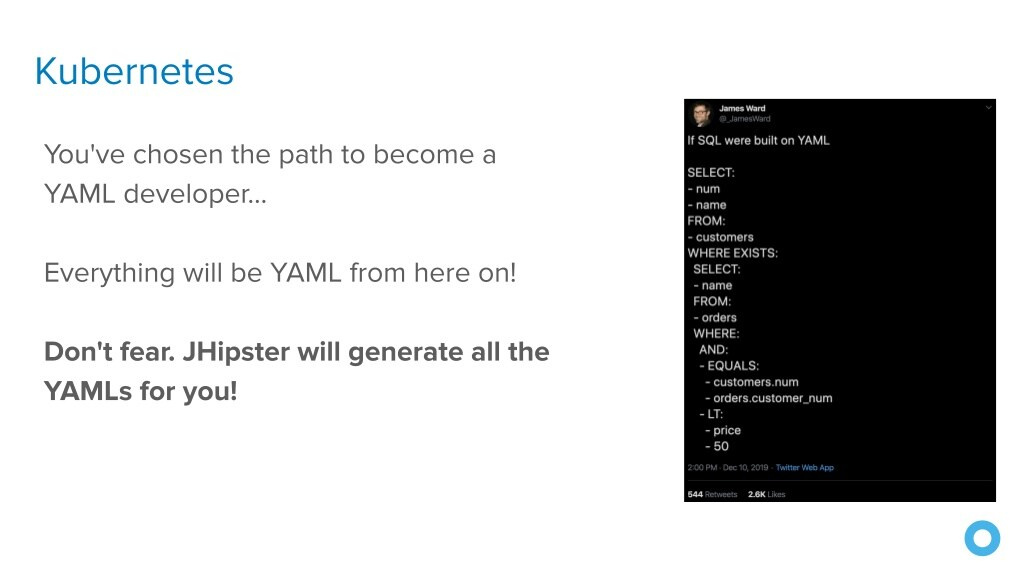 Kubernetes
You've chosen the path to become a
YAML developer...
Everything will be YAML from here on!
Don't fear. JHipster will generate all the
YAMLs for you!
James Ward
@_JamesWard
If SQL were built on YAML
SELECT:
- num
- name
FROM:
- customers
WHERE EXISTS:
SELECT:
- name
FROM:
- orders
WHERE:
AND:
- EQUALS:
- customers.num
- orders.customer_num
- LT:
- price
- 50
2:00 PM · Dec 10, 2019 · Twitter Web App
544 Retweets 2.6K Likes